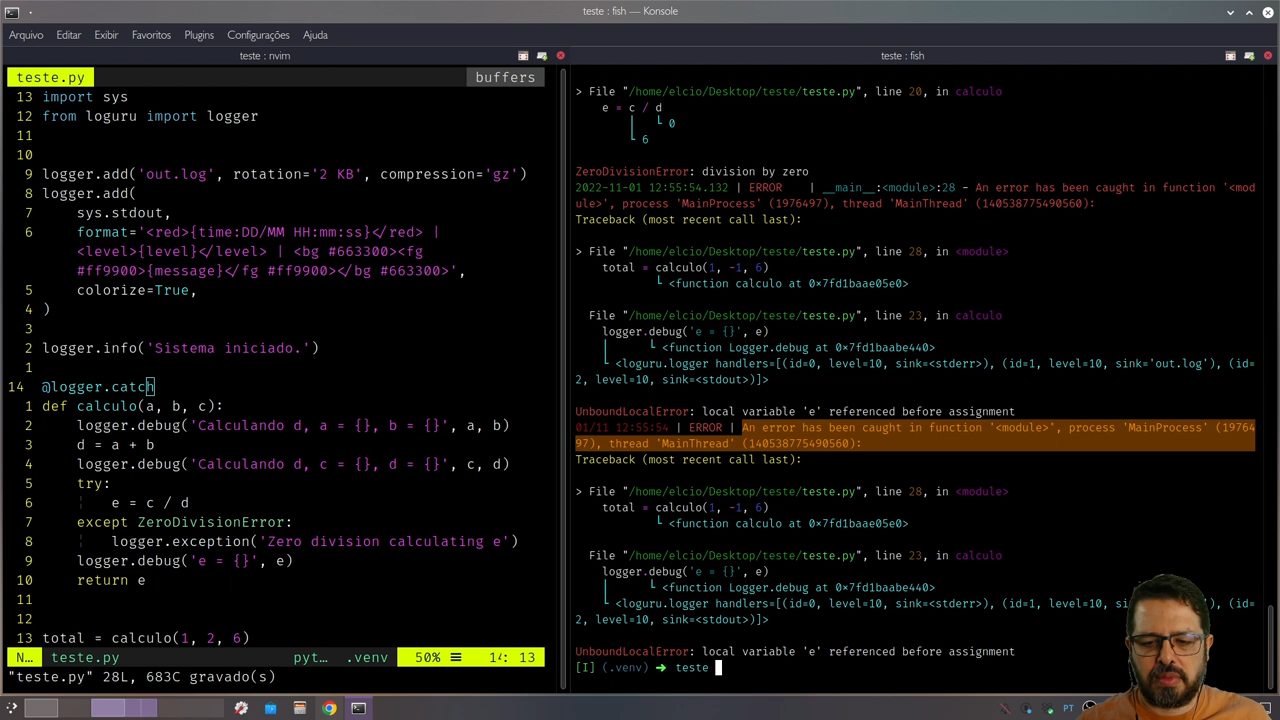 teste : fish — Konsole
Arquivo Editar Exibir Favoritos Plugins Configurações Ajuda
teste : nvim
teste.py buffers
13 import sys
12 from loguru import logger
11
10
9 logger.add('out.log', rotation='2 KB', compression='gz')
8 logger.add(
7 sys.stdout,
6 format='<red>{time:DD/MM HH:mm:ss}</red> |
<level>{level}</level> | <bg #663300><fg
#ff9900>{message}</fg #ff9900></bg #663300>',
5 colorize=True,
4 )
3
2 logger.info('Sistema iniciado.')
1
14 @logger.catch
1 def calculo(a, b, c):
2 logger.debug('Calculando d, a = {}, b = {}', a, b)
3 d = a + b
4 logger.debug('Calculando d, c = {}, d = {}', c, d)
5 try:
6 e = c / d
7 except ZeroDivisionError:
8 logger.exception('Zero division calculating e')
9 logger.debug('e = {}', e)
10 return e
11
12
13 total = calculo(1, 2, 6)
N… teste.py pyt… .venv 50% 14: 13
"teste.py" 28L, 683C gravado(s)
teste : fish
> File "/home/elcio/Desktop/teste/teste.py", line 20, in calculo
e = c / d
│ └ 0
└ 6
ZeroDivisionError: division by zero
2022-11-01 12:55:54.132 | ERROR | __main__:<module>:28 - An error has been caught in function '<mod
ule>', process 'MainProcess' (1976497), thread 'MainThread' (140538775490560):
Traceback (most recent call last):
> File "/home/elcio/Desktop/teste/teste.py", line 28, in <module>
total = calculo(1, -1, 6)
└ <function calculo at 0×7fd1baae05e0>
File "/home/elcio/Desktop/teste/teste.py", line 23, in calculo
logger.debug('e = {}', e)
│ └ <function Logger.debug at 0×7fd1baabe440>
└ <loguru.logger handlers=[(id=0, level=10, sink=<stderr>), (id=1, level=10, sink='out.log'), (id=
2, level=10, sink=<stdout>)]>
UnboundLocalError: local variable 'e' referenced before assignment
01/11 12:55:54 | ERROR | An error has been caught in function '<module>', process 'MainProcess' (19764
97), thread 'MainThread' (140538775490560):
Traceback (most recent call last):
> File "/home/elcio/Desktop/teste/teste.py", line 28, in <module>
total = calculo(1, -1, 6)
└ <function calculo at 0×7fd1baae05e0>
File "/home/elcio/Desktop/teste/teste.py", line 23, in calculo
logger.debug('e = {}', e)
│ └ <function Logger.debug at 0×7fd1baabe440>
└ <loguru.logger handlers=[(id=0, level=10, sink=<stderr>), (id=1, level=10, '), (id=
2, level=10, sink=<stdout>)]>
UnboundLocalError: local variable 'e' referenced before assignment
[I] (.venv) ➜ teste
PT